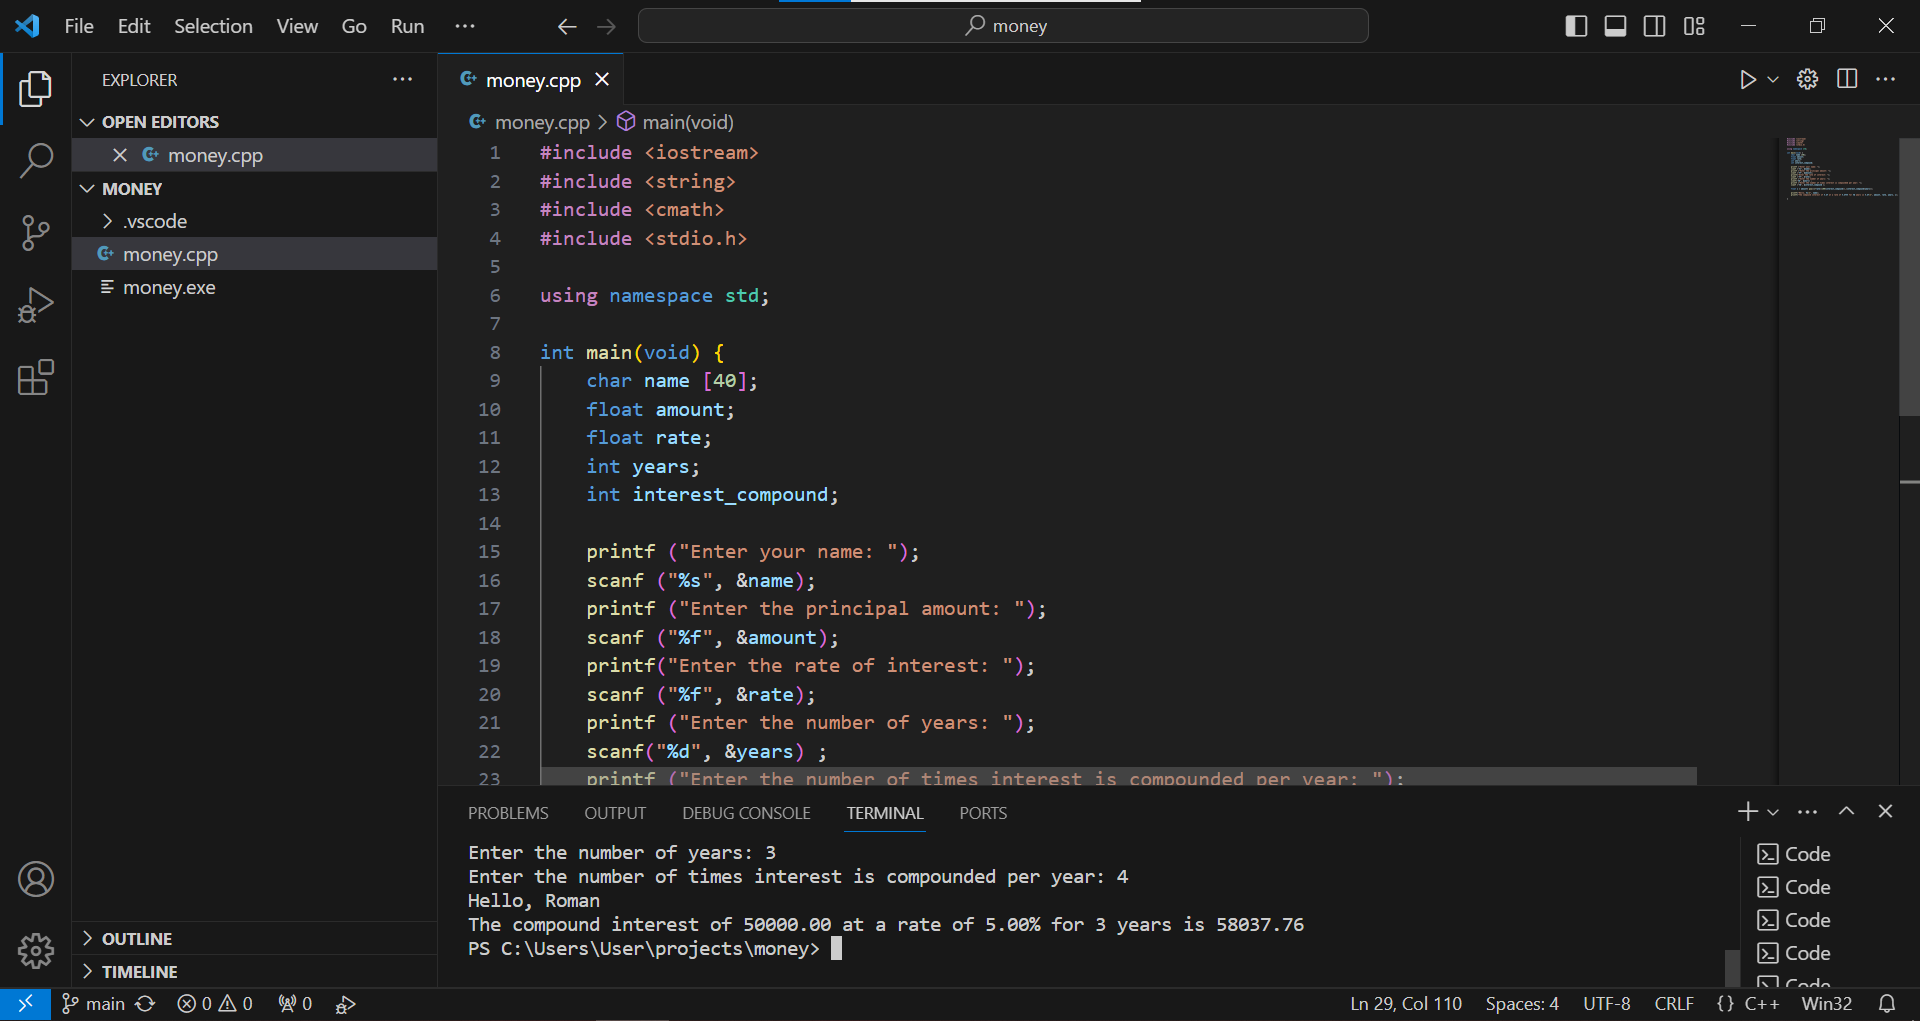 File Edit Selection View Go Run ...
money
EXPLORER ...
OPEN EDITORS
money.cpp
MONEY
.vscode
money.cpp
money.exe
OUTLINE
TIMELINE
money.cpp
money.cpp > main(void)
1 #include <iostream>
2 #include <string>
3 #include <cmath>
4 #include <stdio.h>
5
6 using namespace std;
7
8 int main(void) {
9 char name [40];
10 float amount;
11 float rate;
12 int years;
13 int interest_compound;
14
15 printf ("Enter your name: ");
16 scanf ("%s", &name);
17 printf ("Enter the principal amount: ");
18 scanf ("%f", &amount);
19 printf("Enter the rate of interest: ");
20 scanf ("%f", &rate);
21 printf ("Enter the number of years: ");
22 scanf("%d", &years) ;
23 printf ("Enter the number of times interest is compounded per year: ");
PROBLEMS OUTPUT DEBUG CONSOLE TERMINAL PORTS
Enter the number of years: 3
Enter the number of times interest is compounded per year: 4
Hello, Roman
The compound interest of 50000.00 at a rate of 5.00% for 3 years is 58037.76
PS C:\Users\User\projects\money>
Code
Code
Code
Code
Code
main 0 0 0 Ln 29, Col 110 Spaces: 4 UTF-8 CRLF {} C++ Win32